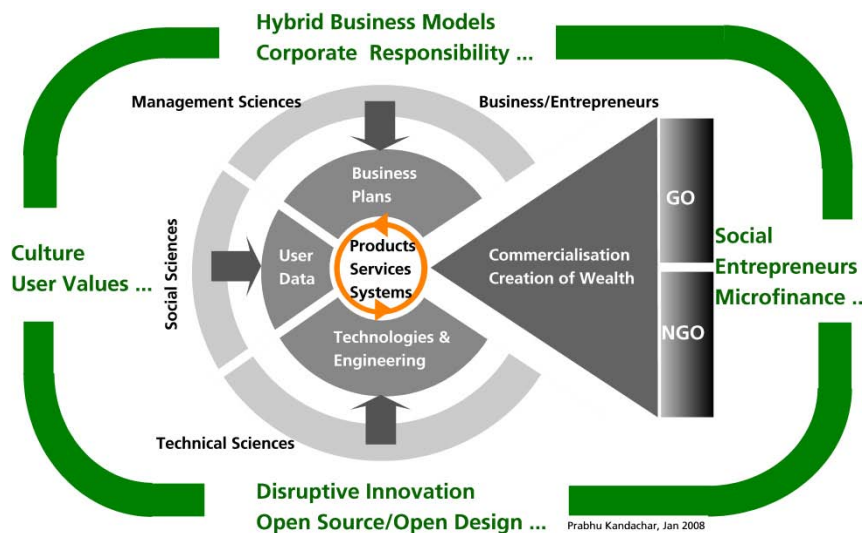 Hybrid Business Models
Corporate Responsibility ...
Management Sciences
Business/Entrepreneurs
Business
Plans
GO
Culture
User Values ...
Social Sciences
User
Data
Products
Services
Systems
Commercialisation
Creation of Wealth
Social
Entrepreneurs
Microfinance ..
NGO
Technologies &
Engineering
Technical Sciences
Disruptive Innovation
Open Source/Open Design ...
Prabhu Kandachar, Jan 2008